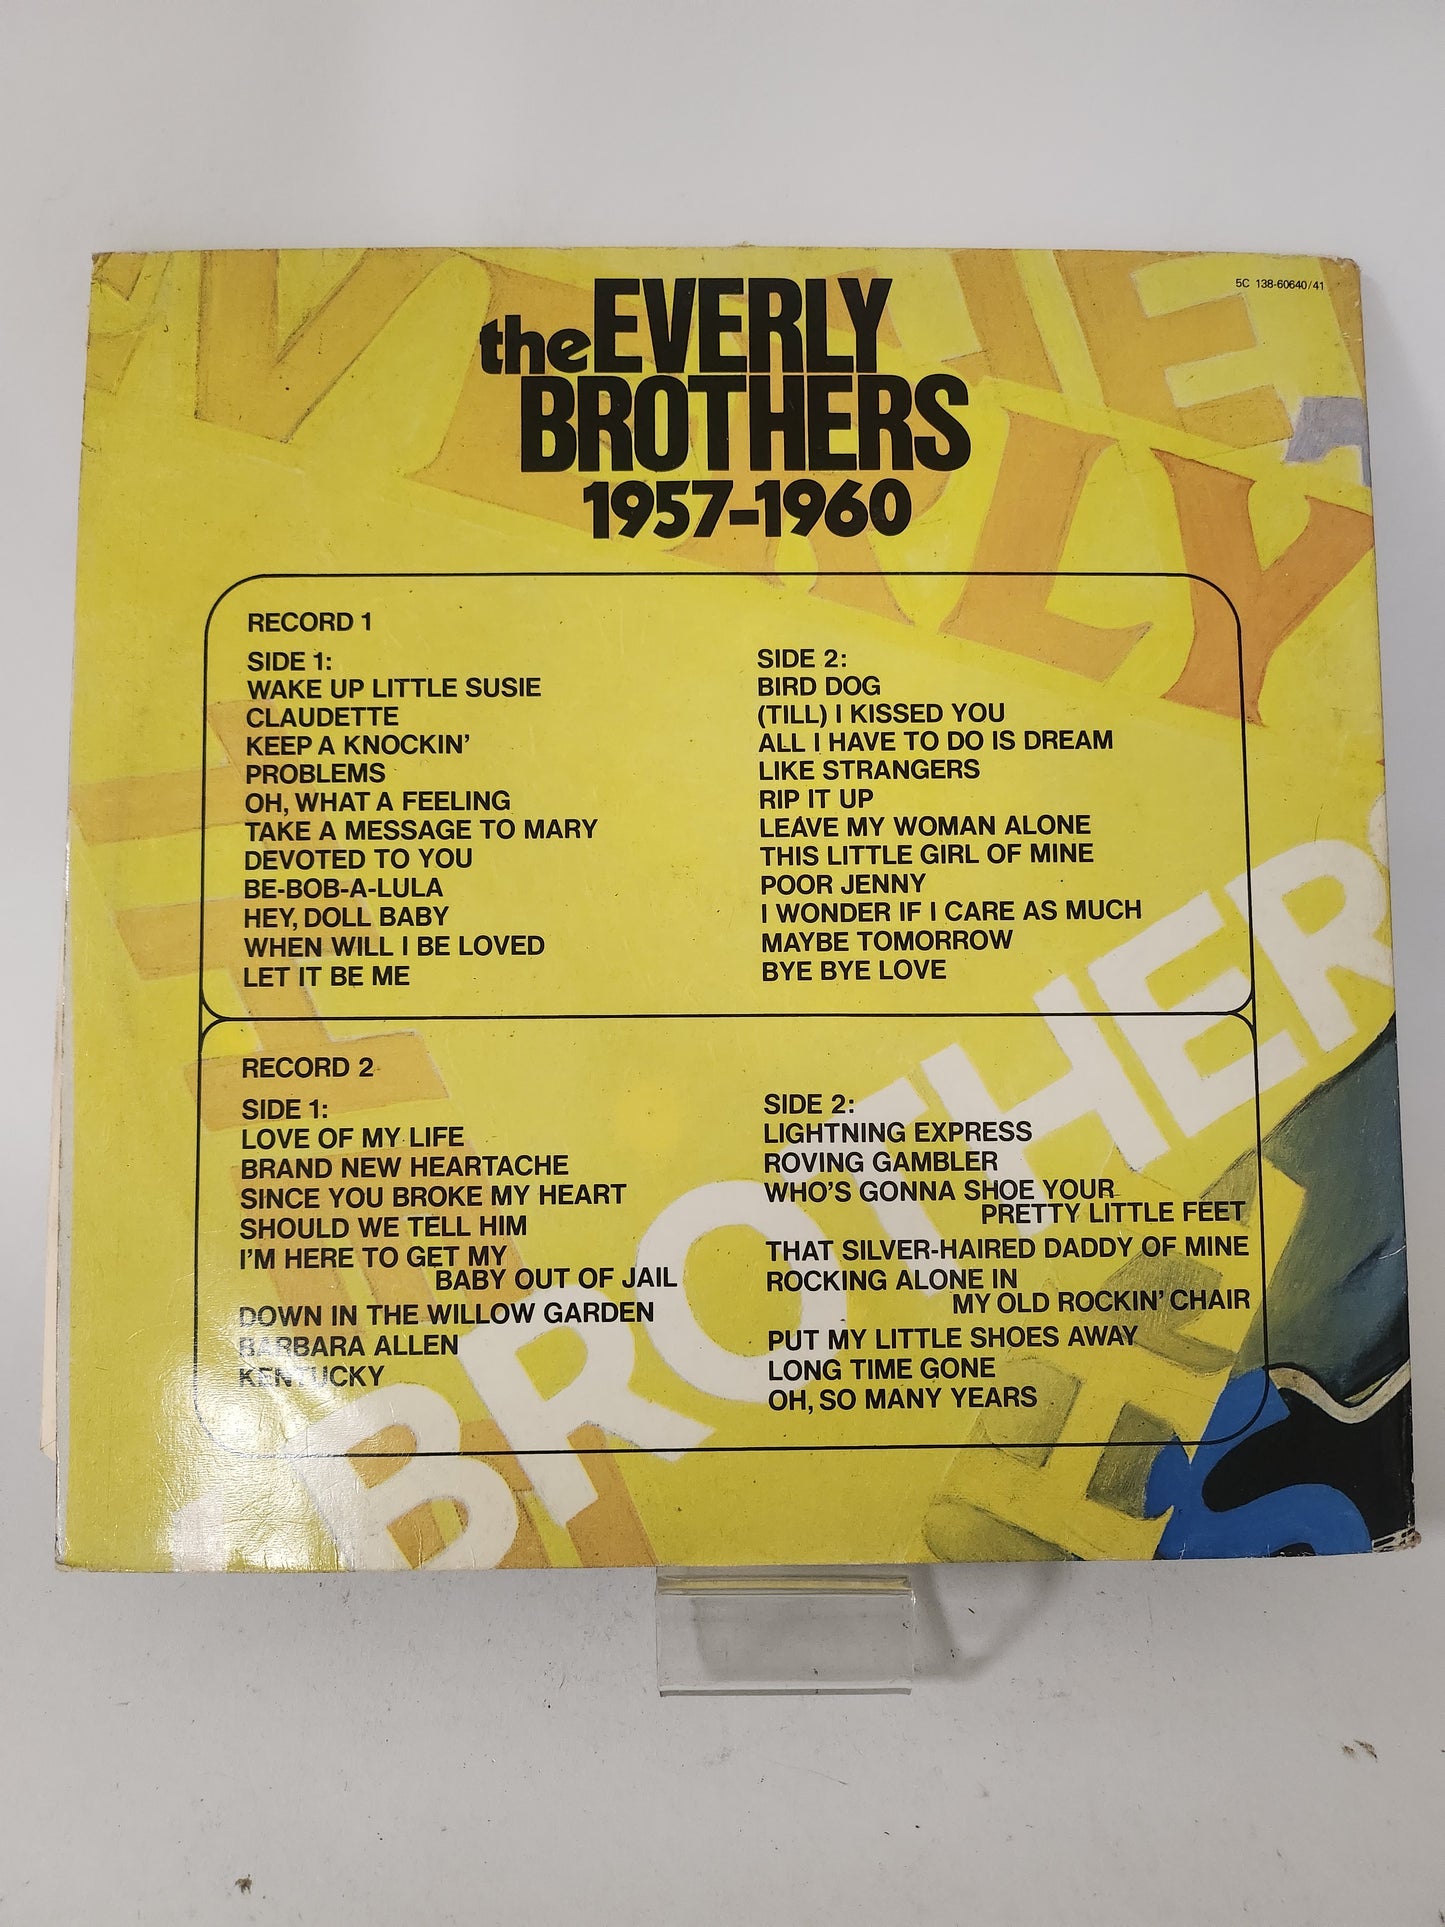 5C 138-60640/41
the EVERLY
BROTHERS
1957-1960
RECORD 1
SIDE 1:
WAKE UP LITTLE SUSIE
CLAUDETTE
KEEP A KNOCKIN'
PROBLEMS
OH, WHAT A FEELING
TAKE A MESSAGE TO MARY
DEVOTED TO YOU
BE-BOB-A-LULA
HEY, DOLL BABY
WHEN WILL I BE LOVED
LET IT BE ME
SIDE 2:
BIRD DOG
(TILL) I KISSED YOU
ALL I HAVE TO DO IS DREAM
LIKE STRANGERS
RIP IT UP
LEAVE MY WOMAN ALONE
THIS LITTLE GIRL OF MINE
POOR JENNY
I WONDER IF I CARE AS MUCH
MAYBE TOMORROW
BYE BYE LOVE
RECORD 2
SIDE 1:
LOVE OF MY LIFE
BRAND NEW HEARTACHE
SINCE YOU BROKE MY HEART
SHOULD WE TELL HIM
I'M HERE TO GET MY
BABY OUT OF JAIL
DOWN IN THE WILLOW GARDEN
BARBARA ALLEN
KENTUCKY
SIDE 2:
LIGHTNING EXPRESS
ROVING GAMBLER
WHO'S GONNA SHOE YOUR
PRETTY LITTLE FEET
THAT SILVER-HAIRED DADDY OF MINE
ROCKING ALONE IN
MY OLD ROCKIN' CHAIR
PUT MY LITTLE SHOES AWAY
LONG TIME GONE
OH, SO MANY YEARS
BROTHER